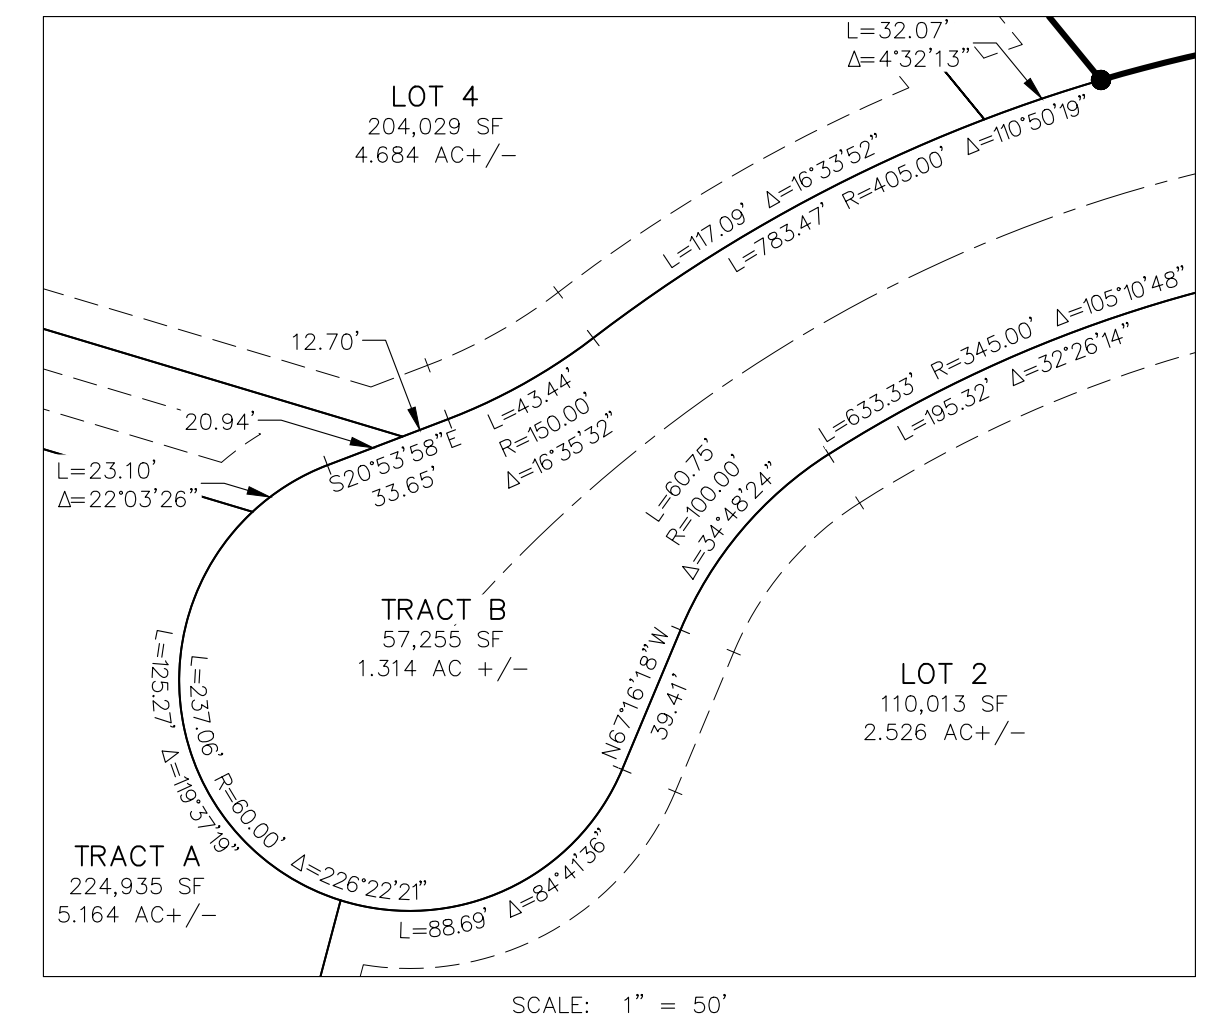 L=32.07'
Δ=4°32'13"
LOT 4
204,029 SF
4.684 AC+/-
L=117.09' Δ=16°33'52"
L=783.47' R=405.00' Δ=110°50'19"
12.70'
20.94'
L=23.10'
Δ=22°03'26"
S20°53'58"E
33.65'
L=43.44'
R=150.00'
Δ=16°35'32"
L=633.33' R=345.00' Δ=105°10'48"
L=195.32' Δ=32°26'14"
L=60.75'
R=100.00'
Δ=34°48'24"
TRACT B
57,255 SF
1.314 AC +/-
N67°16'18"W
39.41'
LOT 2
110,013 SF
2.526 AC+/-
L=125.27' Δ=119°37'19"
L=237.06' R=60.00' Δ=226°22'21"
L=88.69' Δ=84°41'36"
TRACT A
224,935 SF
5.164 AC+/-
SCALE: 1" = 50'